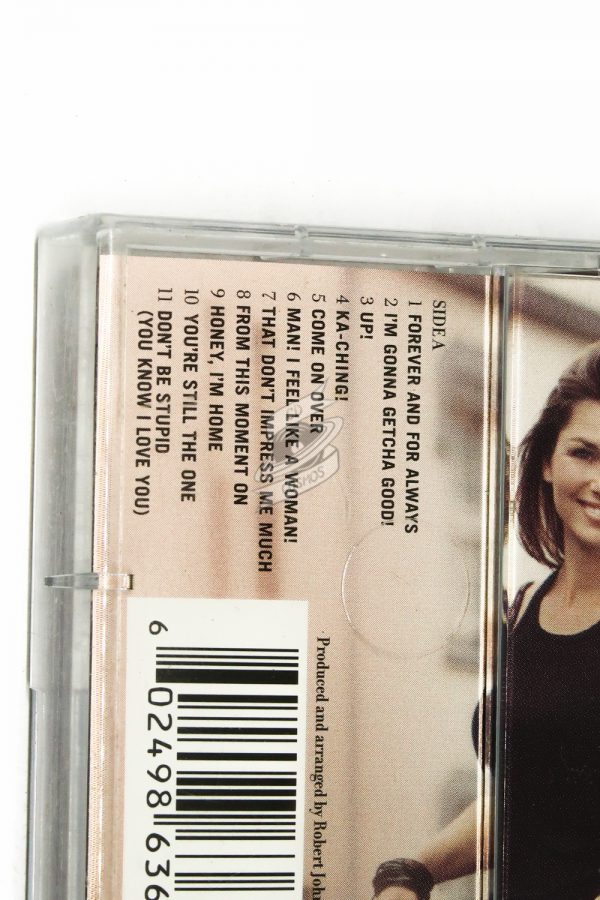 SIDE A
1 FOREVER AND FOR ALWAYS
2 I'M GONNA GETCHA GOOD!
3 UP!
4 KA-CHING!
5 COME ON OVER
6 MAN! I FEEL LIKE A WOMAN!
7 THAT DON'T IMPRESS ME MUCH
8 FROM THIS MOMENT ON
9 HONEY, I'M HOME
10 YOU'RE STILL THE ONE
11 DON'T BE STUPID
(YOU KNOW I LOVE YOU)
Produced and arranged by Robert Joh
6 02498 636